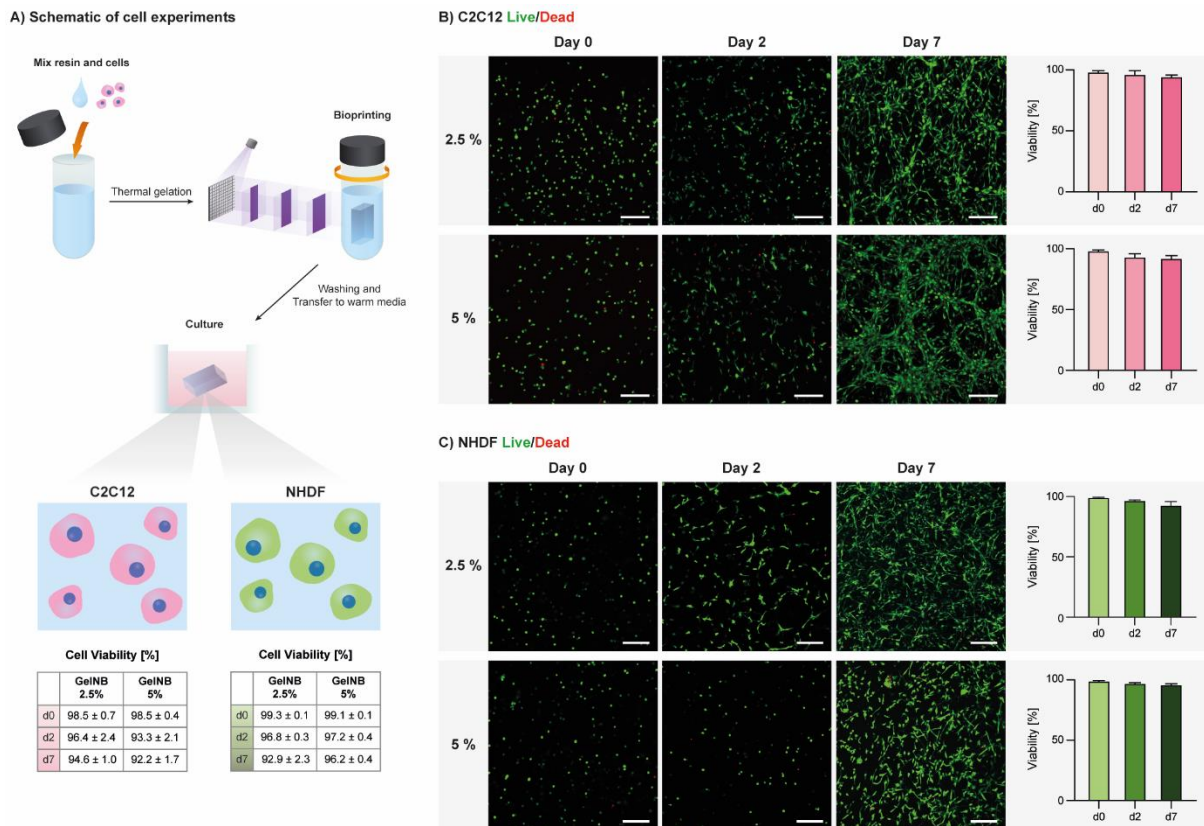 A) Schematic of cell experiments
Mix resin and cells
Thermal gelation
Bioprinting
Washing and
Transfer to warm media
Culture
C2C12
NHDF
Cell Viability [%]
GelNB 2.5% GelNB 5%
d0 98.5 ± 0.7 98.5 ± 0.4
d2 96.4 ± 2.4 93.3 ± 2.1
d7 94.6 ± 1.0 92.2 ± 1.7
Cell Viability [%]
GelNB 2.5% GelNB 5%
d0 99.3 ± 0.1 99.1 ± 0.1
d2 96.8 ± 0.3 97.2 ± 0.4
d7 92.9 ± 2.3 96.2 ± 0.4
B) C2C12 Live/Dead
Day 0 Day 2 Day 7
2.5 %
Viability [%]
100
50
0
d0 d2 d7
5 %
Viability [%]
100
50
0
d0 d2 d7
C) NHDF Live/Dead
Day 0 Day 2 Day 7
2.5 %
Viability [%]
100
50
0
d0 d2 d7
5 %
Viability [%]
100
50
0
d0 d2 d7